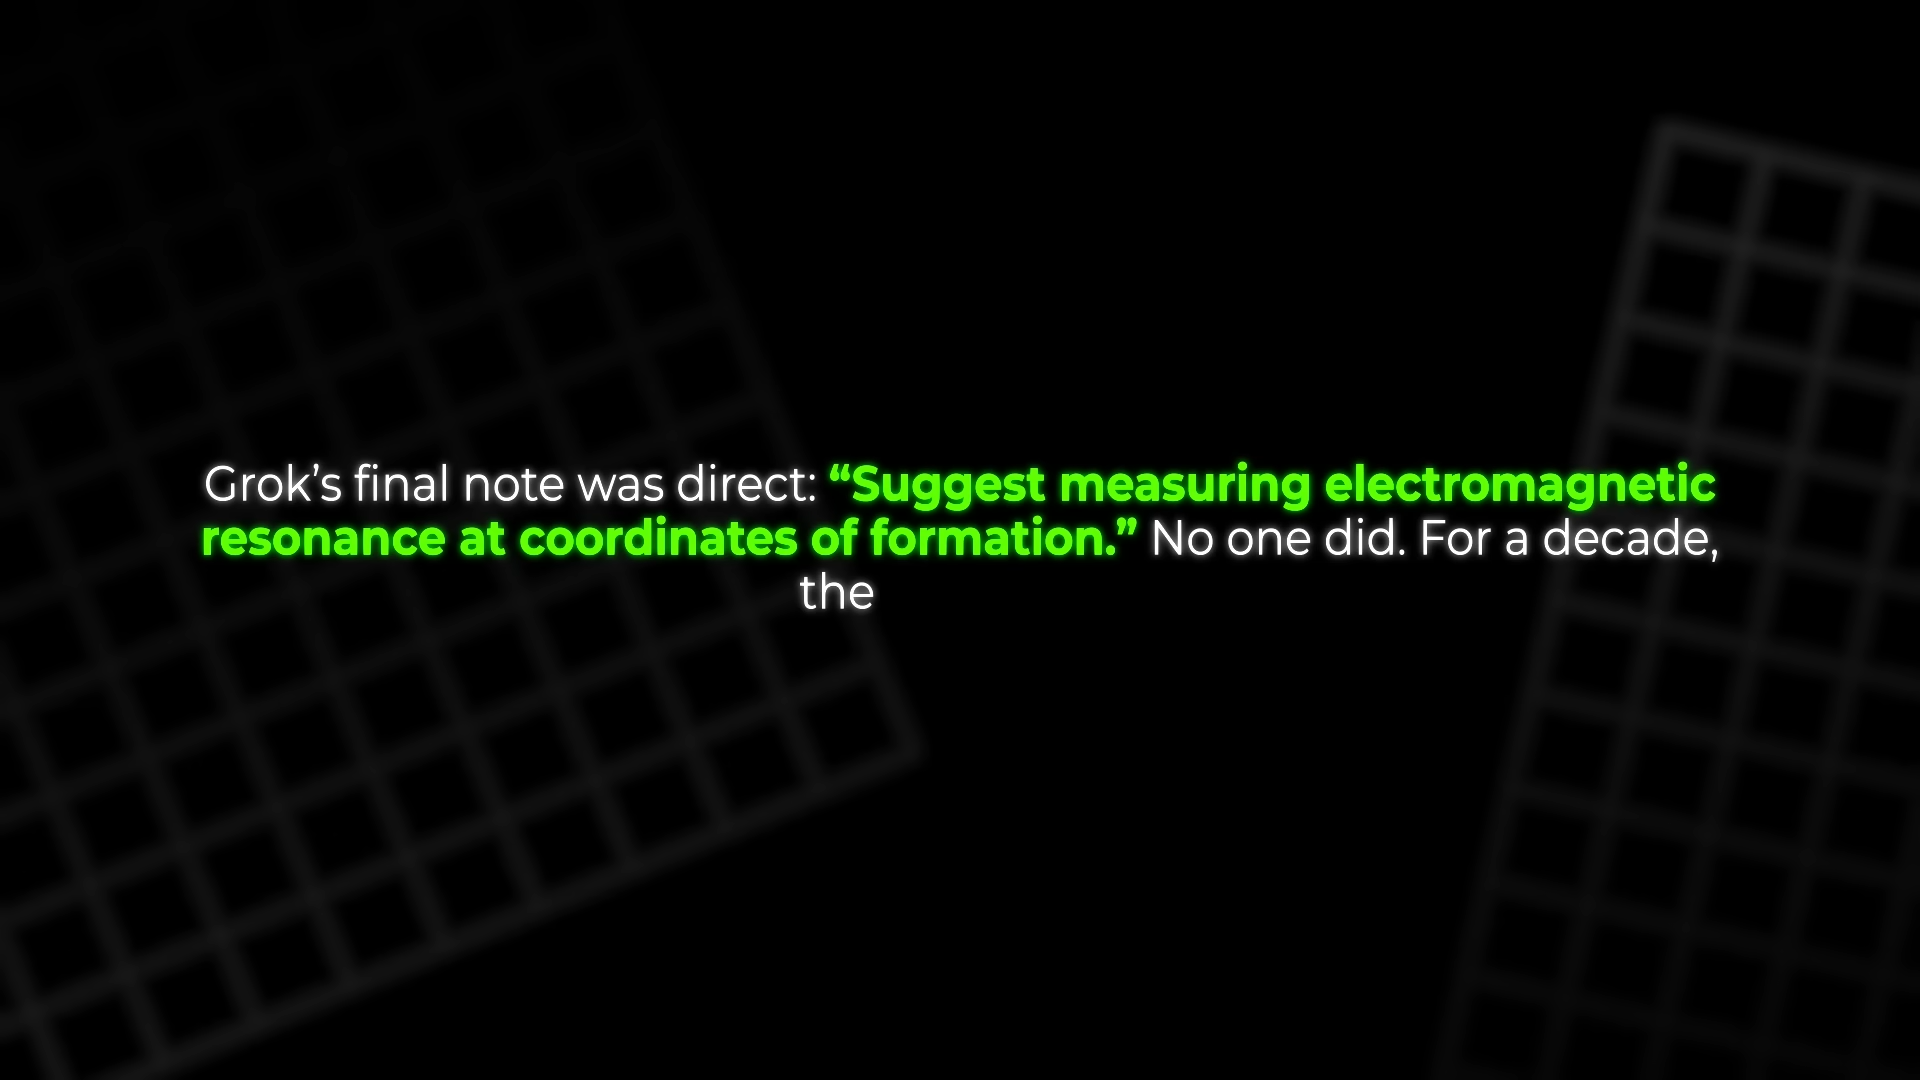 Grok’s final note was direct: “Suggest measuring electromagnetic
resonance at coordinates of formation.” No one did. For a decade,
the